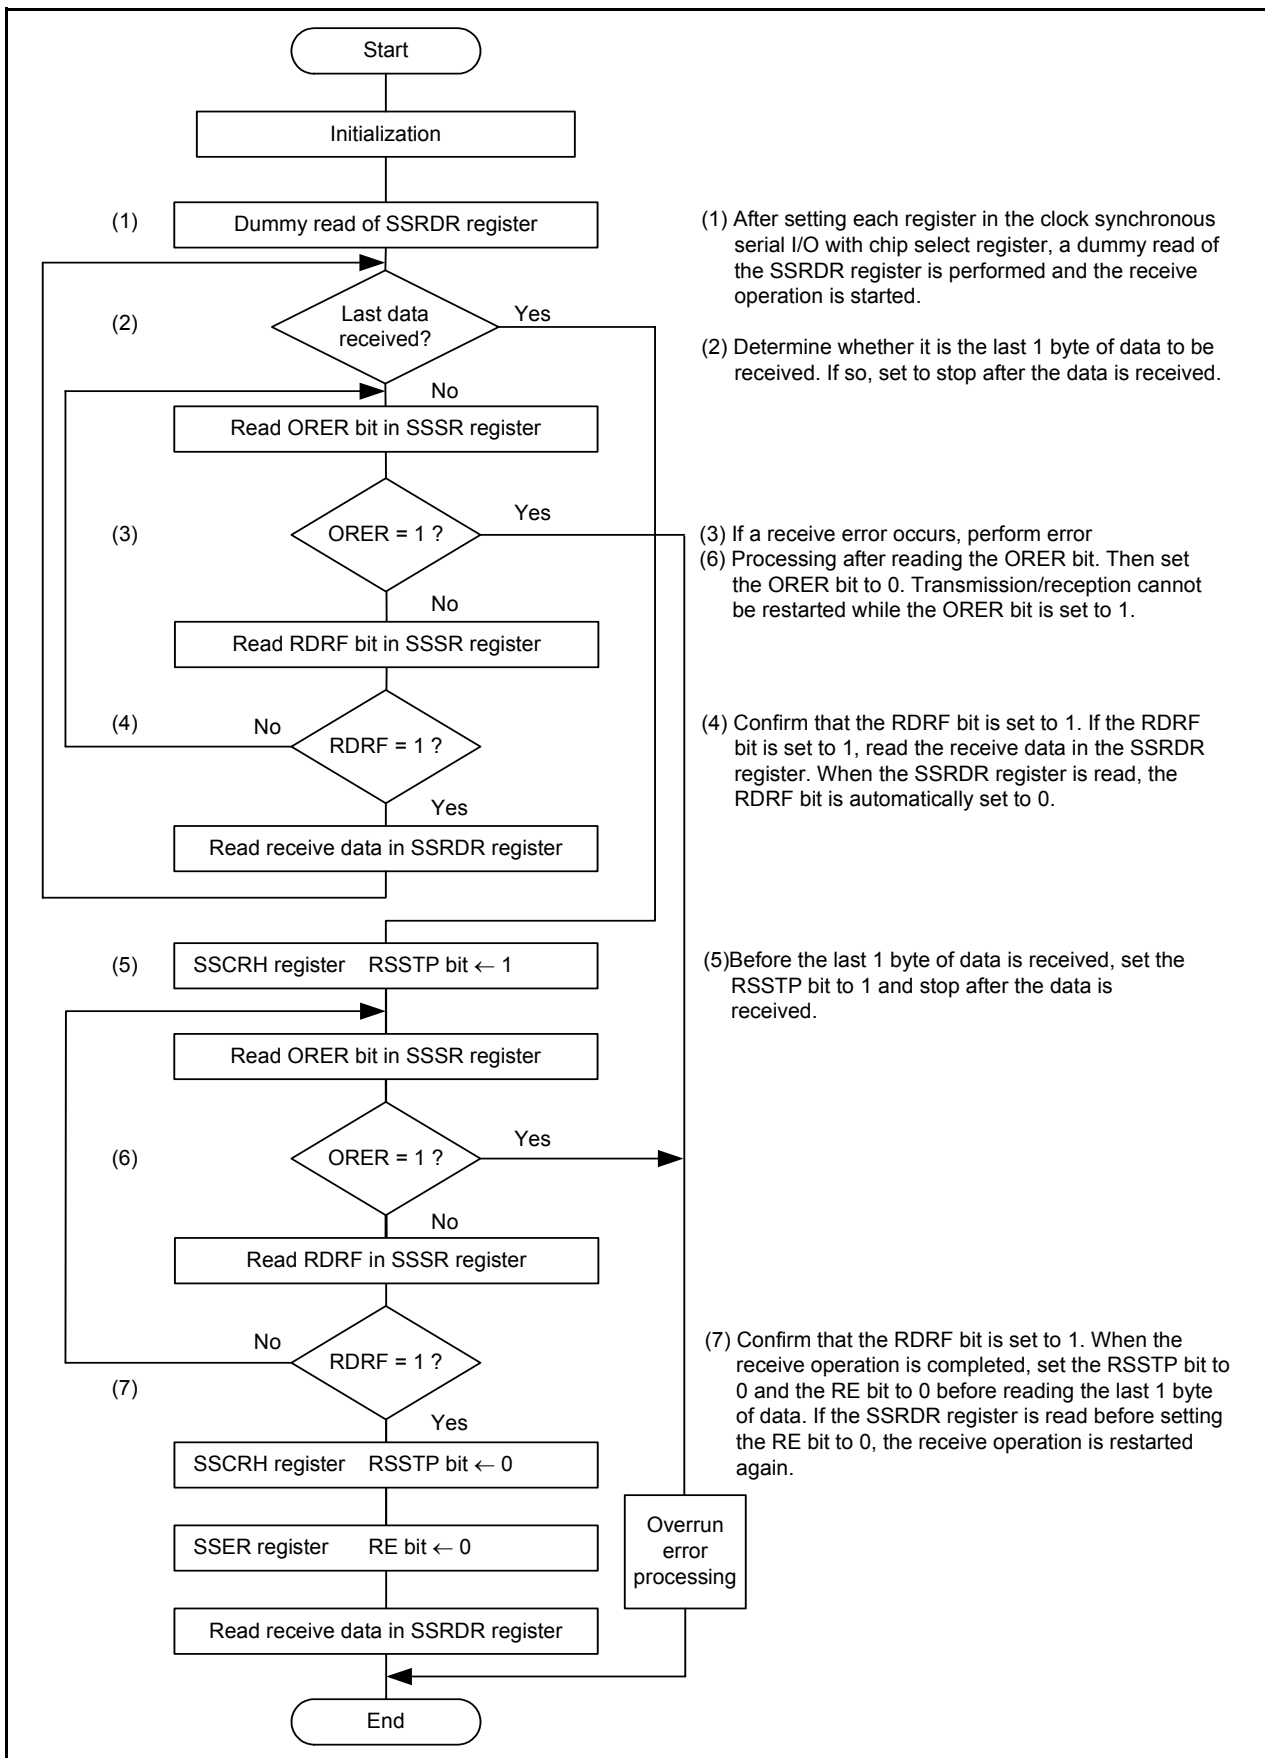 Start
Initialization
(1)
Dummy read of SSRDR register
(1) After setting each register in the clock synchronous
serial I/O with chip select register, a dummy read of
the SSRDR register is performed and the receive
operation is started.
(2)
Last data
received?
Yes
No
(2) Determine whether it is the last 1 byte of data to be
received. If so, set to stop after the data is received.
Read ORER bit in SSSR register
(3)
ORER = 1 ?
Yes
No
(3) If a receive error occurs, perform error
(6) Processing after reading the ORER bit. Then set
the ORER bit to 0. Transmission/reception cannot
be restarted while the ORER bit is set to 1.
Read RDRF bit in SSSR register
(4)
No
RDRF = 1 ?
Yes
(4) Confirm that the RDRF bit is set to 1. If the RDRF
bit is set to 1, read the receive data in the SSRDR
register. When the SSRDR register is read, the
RDRF bit is automatically set to 0.
Read receive data in SSRDR register
(5)
SSCRH register RSSTP bit ← 1
(5)Before the last 1 byte of data is received, set the
RSSTP bit to 1 and stop after the data is
received.
Read ORER bit in SSSR register
(6)
ORER = 1 ?
Yes
No
Read RDRF in SSSR register
No
RDRF = 1 ?
(7)
Yes
(7) Confirm that the RDRF bit is set to 1. When the
receive operation is completed, set the RSSTP bit to
0 and the RE bit to 0 before reading the last 1 byte
of data. If the SSRDR register is read before setting
the RE bit to 0, the receive operation is restarted
again.
SSCRH register RSSTP bit ← 0
SSER register RE bit ← 0
Overrun
error
processing
Read receive data in SSRDR register
End